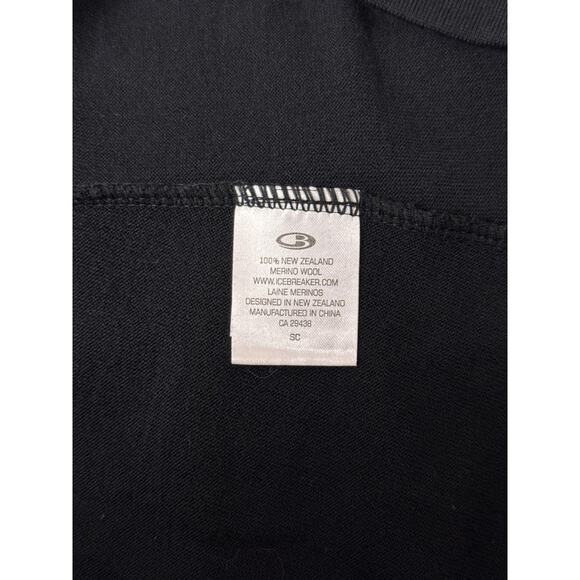 100% NEW ZEALAND
MERINO WOOL
WWW.ICEBREAKER.COM
LAINE MERINOS
DESIGNED IN NEW ZEALAND
MANUFACTURED IN CHINA
CA 29438
SC